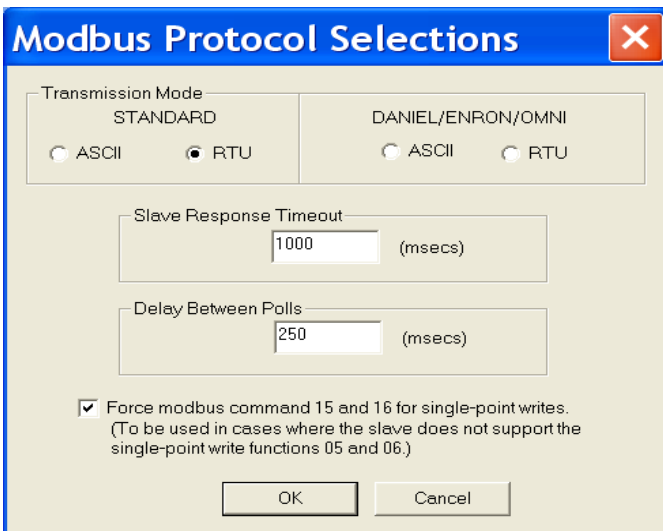 Modbus Protocol Selections
Transmission Mode
STANDARD DANIEL/ENRON/OMNI
ASCII RTU ASCII RTU
Slave Response Timeout
1000 (msecs)
Delay Between Polls
250 (msecs)
Force modbus command 15 and 16 for single-point writes.
(To be used in cases where the slave does not support the
single-point write functions 05 and 06.)
OK Cancel